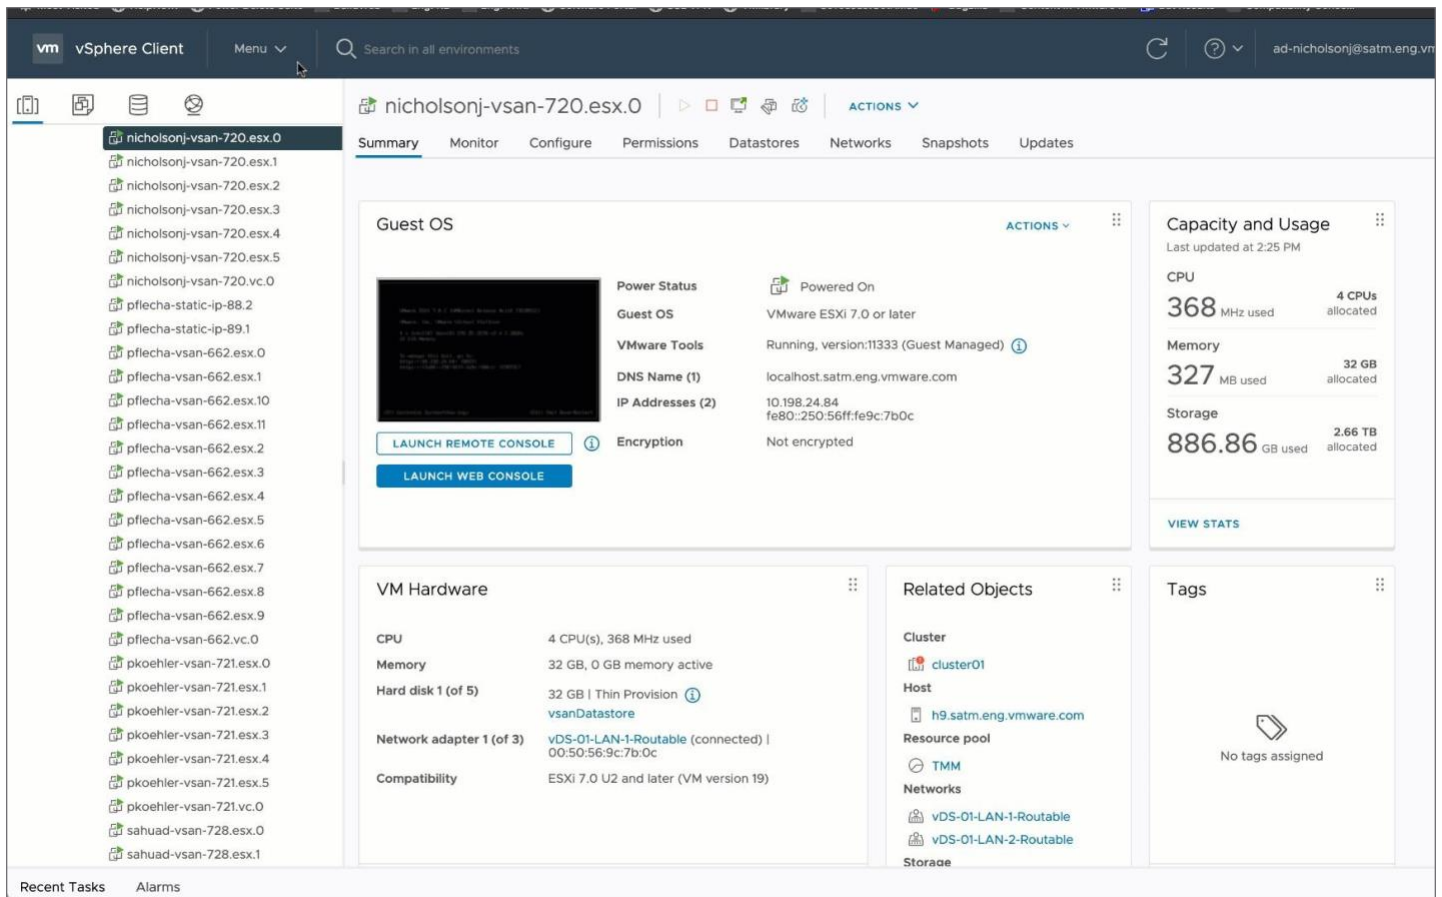 vm vSphere Client Menu Search in all environments ad-nicholsonj@satm.eng.vm
nicholsonj-vsan-720.esx.0
nicholsonj-vsan-720.esx.1
nicholsonj-vsan-720.esx.2
nicholsonj-vsan-720.esx.3
nicholsonj-vsan-720.esx.4
nicholsonj-vsan-720.esx.5
nicholsonj-vsan-720.vc.0
pflecha-static-ip-88.2
pflecha-static-ip-89.1
pflecha-vsan-662.esx.0
pflecha-vsan-662.esx.1
pflecha-vsan-662.esx.10
pflecha-vsan-662.esx.11
pflecha-vsan-662.esx.2
pflecha-vsan-662.esx.3
pflecha-vsan-662.esx.4
pflecha-vsan-662.esx.5
pflecha-vsan-662.esx.6
pflecha-vsan-662.esx.7
pflecha-vsan-662.esx.8
pflecha-vsan-662.esx.9
pflecha-vsan-662.vc.0
pkoehler-vsan-721.esx.0
pkoehler-vsan-721.esx.1
pkoehler-vsan-721.esx.2
pkoehler-vsan-721.esx.3
pkoehler-vsan-721.esx.4
pkoehler-vsan-721.esx.5
pkoehler-vsan-721.vc.0
sahuad-vsan-728.esx.0
sahuad-vsan-728.esx.1
nicholsonj-vsan-720.esx.0 ACTIONS
Summary Monitor Configure Permissions Datastores Networks Snapshots Updates
Guest OS ACTIONS
LAUNCH REMOTE CONSOLE
LAUNCH WEB CONSOLE
Power Status Powered On
Guest OS VMware ESXi 7.0 or later
VMware Tools Running, version:11333 (Guest Managed)
DNS Name (1) localhost.satm.eng.vmware.com
IP Addresses (2) 10.198.24.84
fe80::250:56ff:fe9c:7b0c
Encryption Not encrypted
Capacity and Usage
Last updated at 2:25 PM
CPU
368 MHz used 4 CPUs allocated
Memory
327 MB used 32 GB allocated
Storage
886.86 GB used 2.66 TB allocated
VIEW STATS
VM Hardware
CPU 4 CPU(s), 368 MHz used
Memory 32 GB, 0 GB memory active
Hard disk 1 (of 5) 32 GB | Thin Provision
vsanDatastore
Network adapter 1 (of 3) vDS-01-LAN-1-Routable (connected) |
00:50:56:9c:7b:0c
Compatibility ESXi 7.0 U2 and later (VM version 19)
Related Objects
Cluster
cluster01
Host
h9.satm.eng.vmware.com
Resource pool
TMM
Networks
vDS-01-LAN-1-Routable
vDS-01-LAN-2-Routable
Storage
Tags
No tags assigned
Recent Tasks Alarms